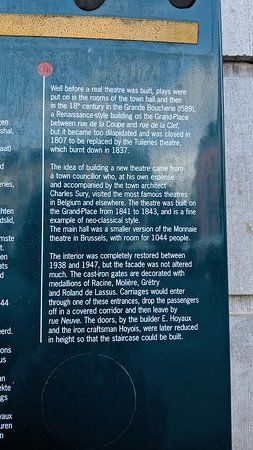 Well before a real theatre was built, plays were
put on in the rooms of the town hall and then
in the 18th century in the Grande Boucherie (1589),
a Renaissance-style building on the Grand-Place
between rue de la Coupe and rue de la Clef,
but it became too dilapidated and was closed in
1807 to be replaced by the Tuileries theatre,
which burnt down in 1837.
The idea of building a new theatre came from
a town councillor who, at his own expense
and accompanied by the town architect
Charles Sury, visited the most famous theatres
in Belgium and elsewhere. The theatre was built on
the Grand-Place from 1841 to 1843, and is a fine
example of neo-classical style.
The main hall was a smaller version of the Monnaie
theatre in Brussels, with room for 1044 people.
The interior was completely restored between
1938 and 1947, but the facade was not altered
much. The cast-iron gates are decorated with
medallions of Racine, Molière, Grétry
and Roland de Lassus. Carriages would enter
through one of these entrances, drop the passengers
off in a covered corridor and then leave by
rue Neuve. The doors, by the builder E. Hoyaux
and the iron craftsman Hoyois, were later reduced
in height so that the staircase could be built.